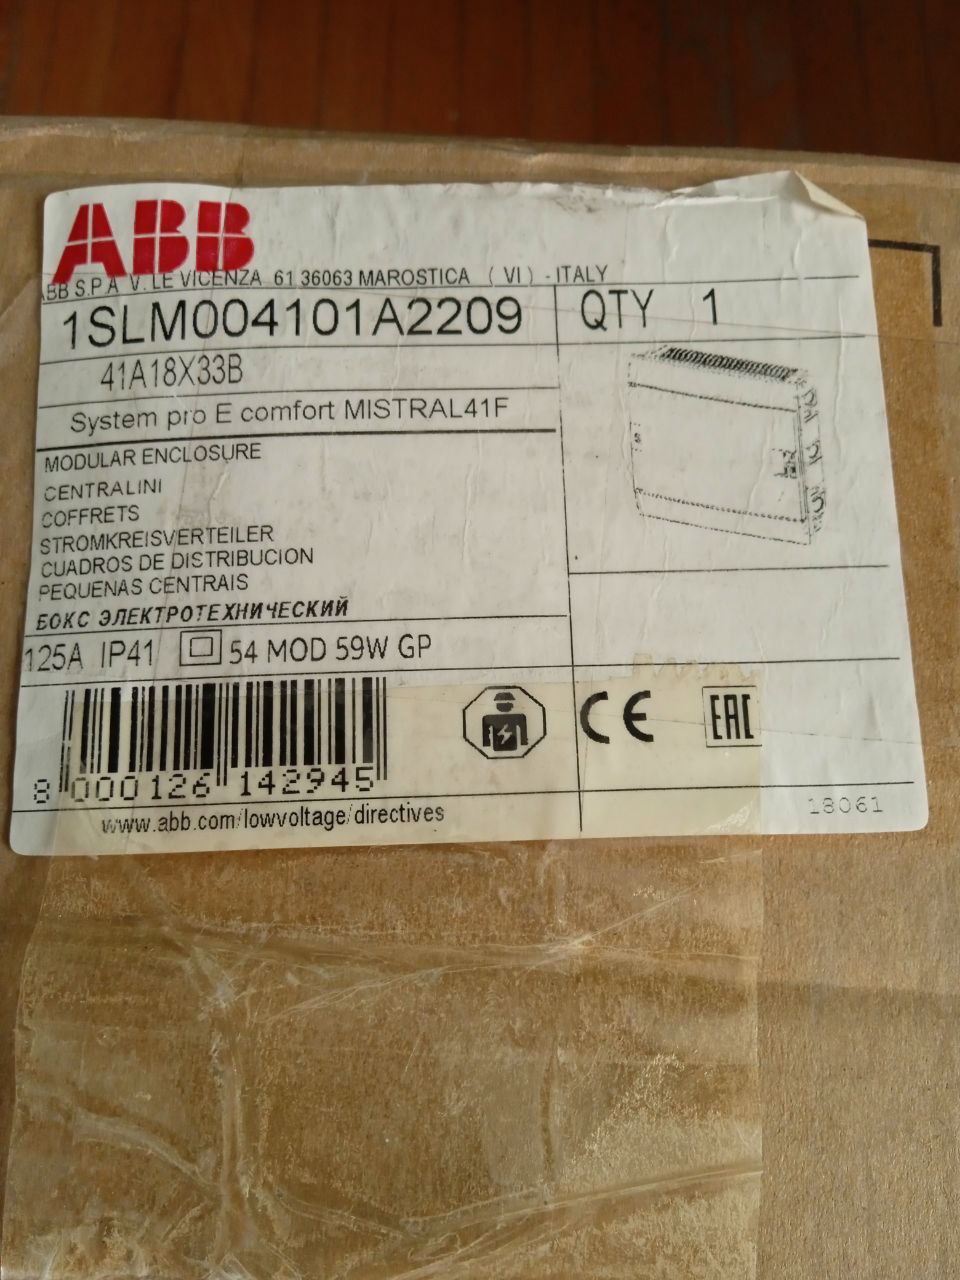 ABB
ABB S.P.A V. LE VICENZA 61 36063 MAROSTICA ( VI ) - ITALY
1SLM004101A2209
QTY 1
41A18X33B
System pro E comfort MISTRAL41F
MODULAR ENCLOSURE
CENTRALINI
COFFRETS
STROMKREISVERTEILER
CUADROS DE DISTRIBUCION
PEQUENAS CENTRAIS
БОКС ЭЛЕКТРОТЕХНИЧЕСКИЙ
125A IP41 54 MOD 59W GP
CE EAC
8 000126 142945
www.abb.com/lowvoltage/directives
18061